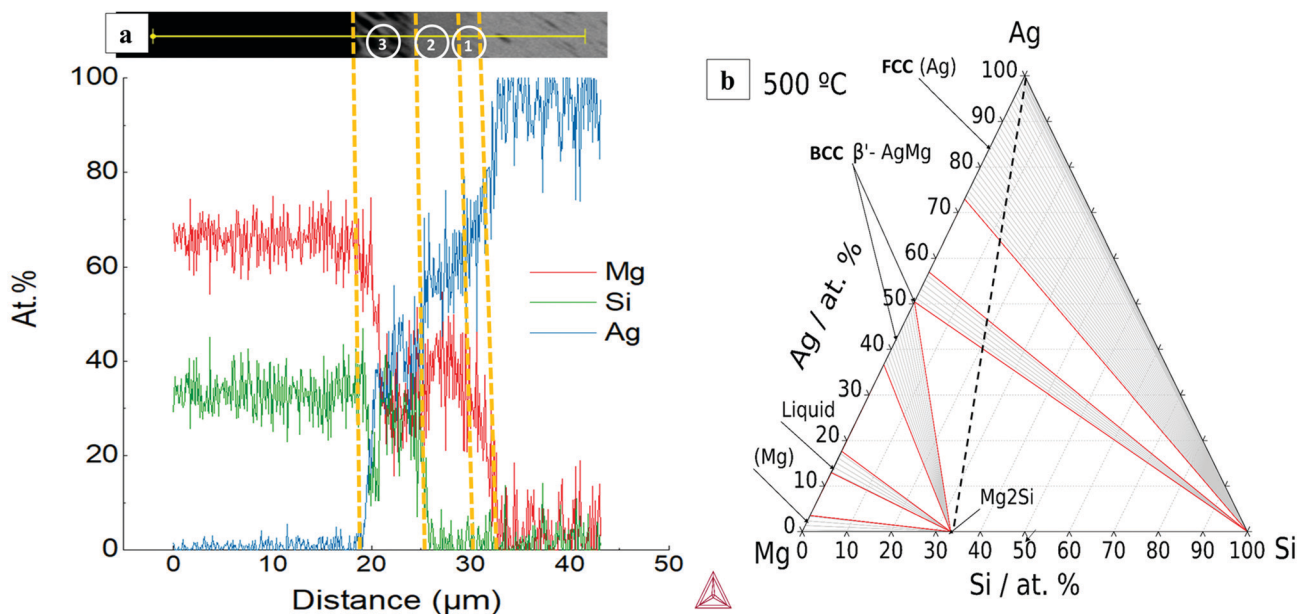 a
3 2 1
100
80
60
40
20
0
At.%
Mg
Si
Ag
0 10 20 30 40 50
Distance (µm)
b
500 ºC
Ag
FCC (Ag)
BCC β'- AgMg
Liquid
(Mg)
Mg2Si
Ag / at. %
100
90
80
70
60
50
40
30
20
10
0
0 10 20 30 40 50 60 70 80 90 100
Mg
Si
Si / at. %